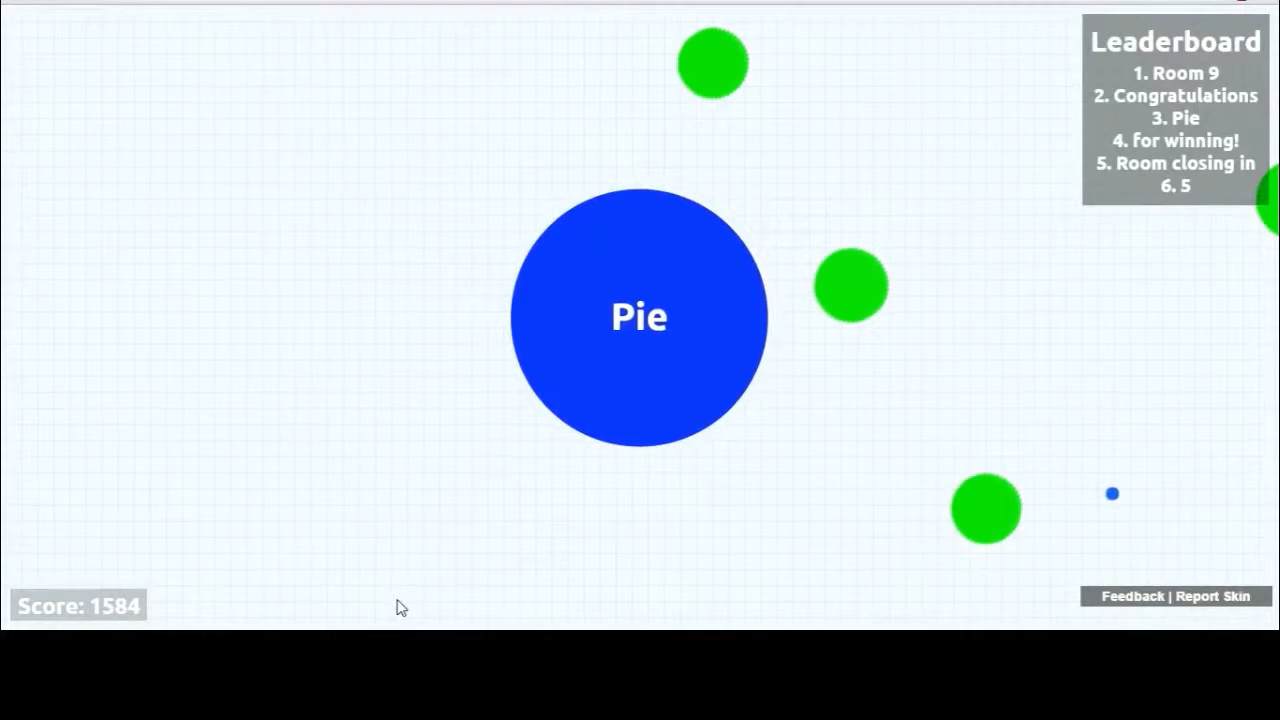 Leaderboard
1. Room 9
2. Congratulations
3. Pie
4. for winning!
5. Room closing in
6. 5
Pie
Feedback | Report Skin
Score: 1584